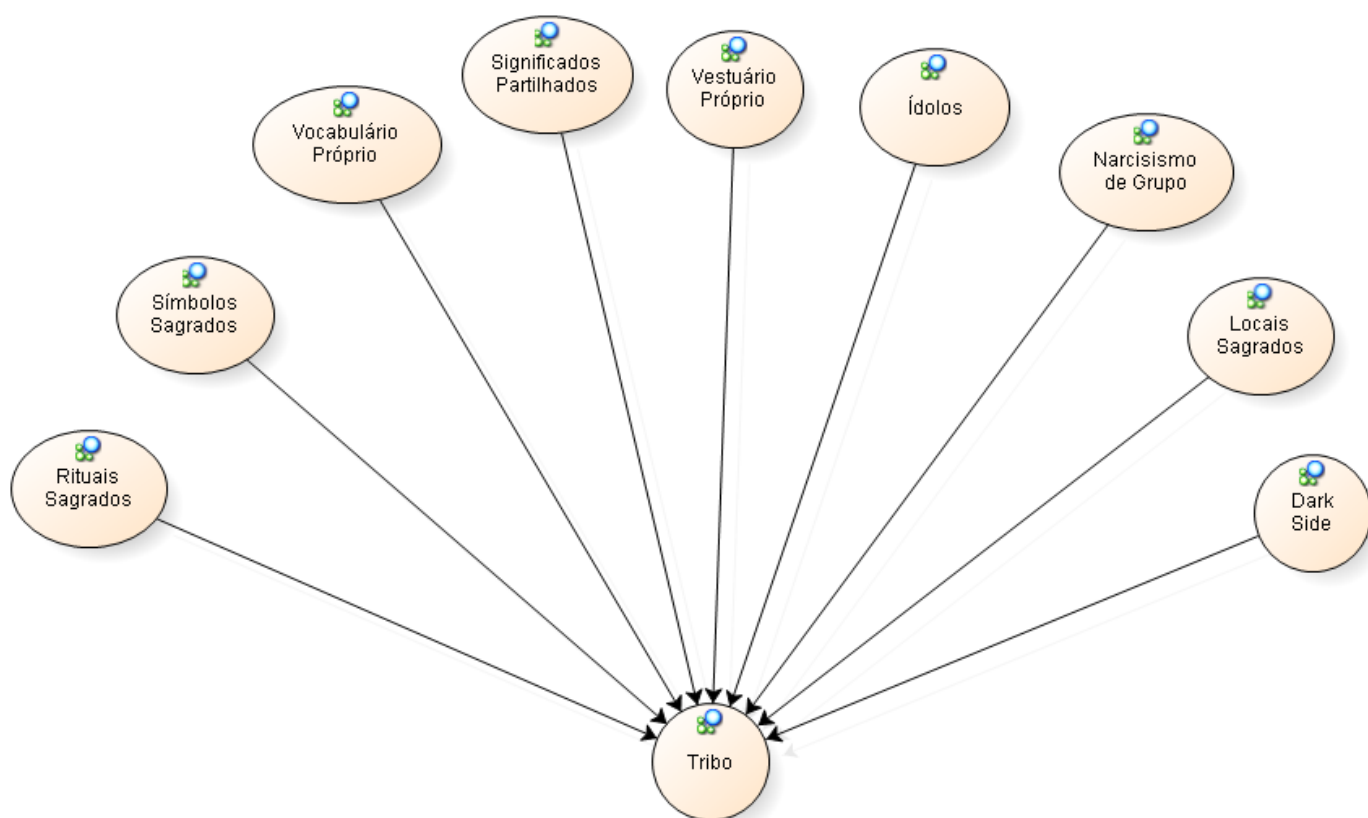 Significados
Partilhados
Vestuário
Próprio
Ídolos
Vocabulário
Próprio
Narcisismo
de Grupo
Símbolos
Sagrados
Locais
Sagrados
Rituais
Sagrados
Dark
Side
Tribo